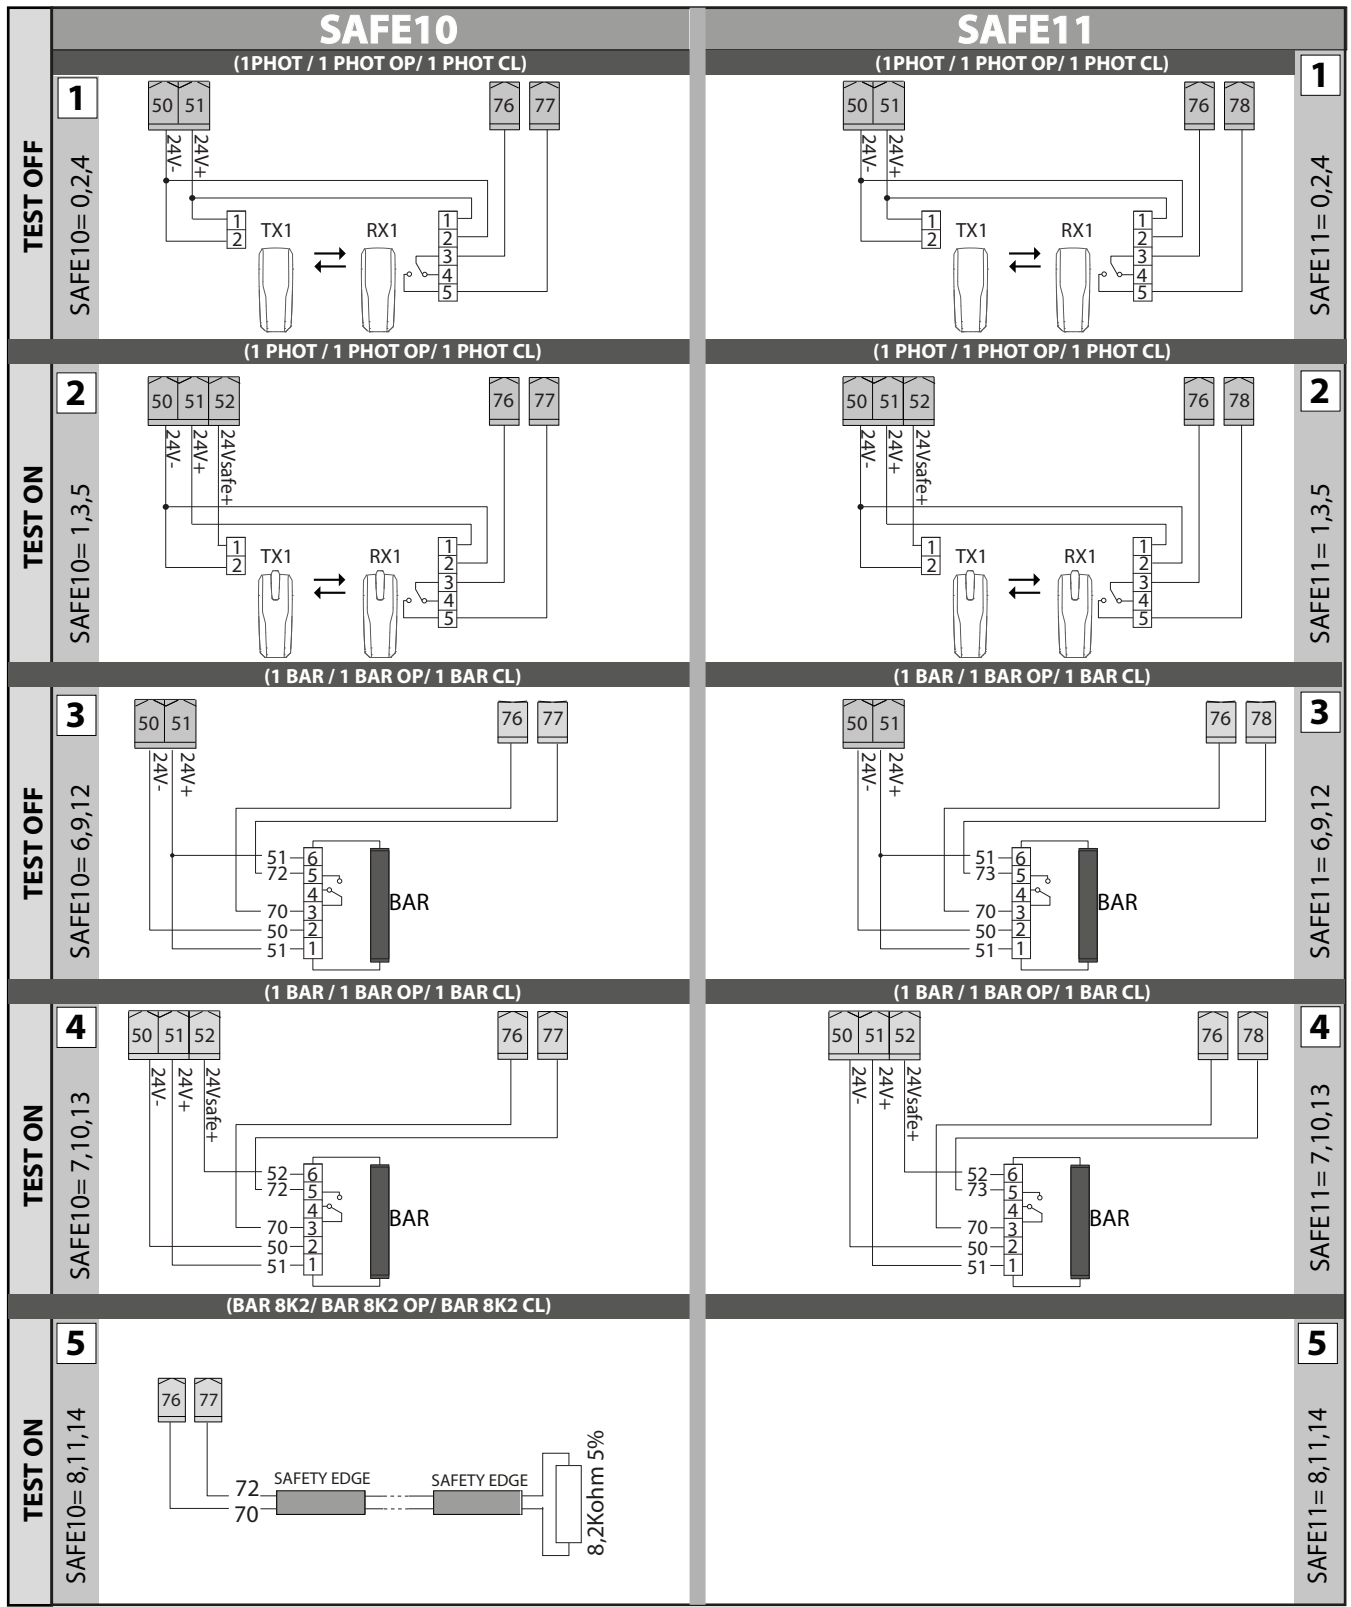 SAFE10
SAFE11
(1PHOT / 1 PHOT OP/ 1 PHOT CL)
(1PHOT / 1 PHOT OP/ 1 PHOT CL)
TEST OFF
1
SAFE10= 0,2,4
50 51
24V-
24V+
76 77
1
2
TX1
RX1
1
2
3
4
5
50 51
24V-
24V+
76 78
1
2
TX1
RX1
1
2
3
4
5
1
SAFE11= 0,2,4
(1 PHOT / 1 PHOT OP/ 1 PHOT CL)
(1 PHOT / 1 PHOT OP/ 1 PHOT CL)
TEST ON
2
SAFE10= 1,3,5
50 51 52
24V-
24V+
24Vsafe+
76 77
1
2
TX1
RX1
1
2
3
4
5
50 51 52
24V-
24V+
24Vsafe+
76 78
1
2
TX1
RX1
1
2
3
4
5
2
SAFE11= 1,3,5
(1 BAR / 1 BAR OP/ 1 BAR CL)
(1 BAR / 1 BAR OP/ 1 BAR CL)
TEST OFF
3
SAFE10= 6,9,12
50 51
24V-
24V+
76 77
51 6
72 5
4
70 3
50 2
51 1
BAR
50 51
24V-
24V+
76 78
51 6
73 5
4
70 3
50 2
51 1
BAR
3
SAFE11= 6,9,12
(1 BAR / 1 BAR OP/ 1 BAR CL)
(1 BAR / 1 BAR OP/ 1 BAR CL)
TEST ON
4
SAFE10= 7,10,13
50 51 52
24V-
24V+
24Vsafe+
76 77
52 6
72 5
4
70 3
50 2
51 1
BAR
50 51 52
24V-
24V+
24Vsafe+
76 78
52 6
73 5
4
70 3
50 2
51 1
BAR
4
SAFE11= 7,10,13
(BAR 8K2/ BAR 8K2 OP/ BAR 8K2 CL)
TEST ON
5
SAFE10= 8,11,14
76 77
72
70
SAFETY EDGE
SAFETY EDGE
8,2Kohm 5%
5
SAFE11= 8,11,14